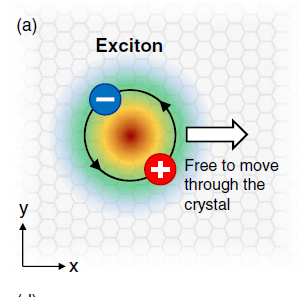 (a)
Exciton
−
+
Free to move
through the
crystal
y
x